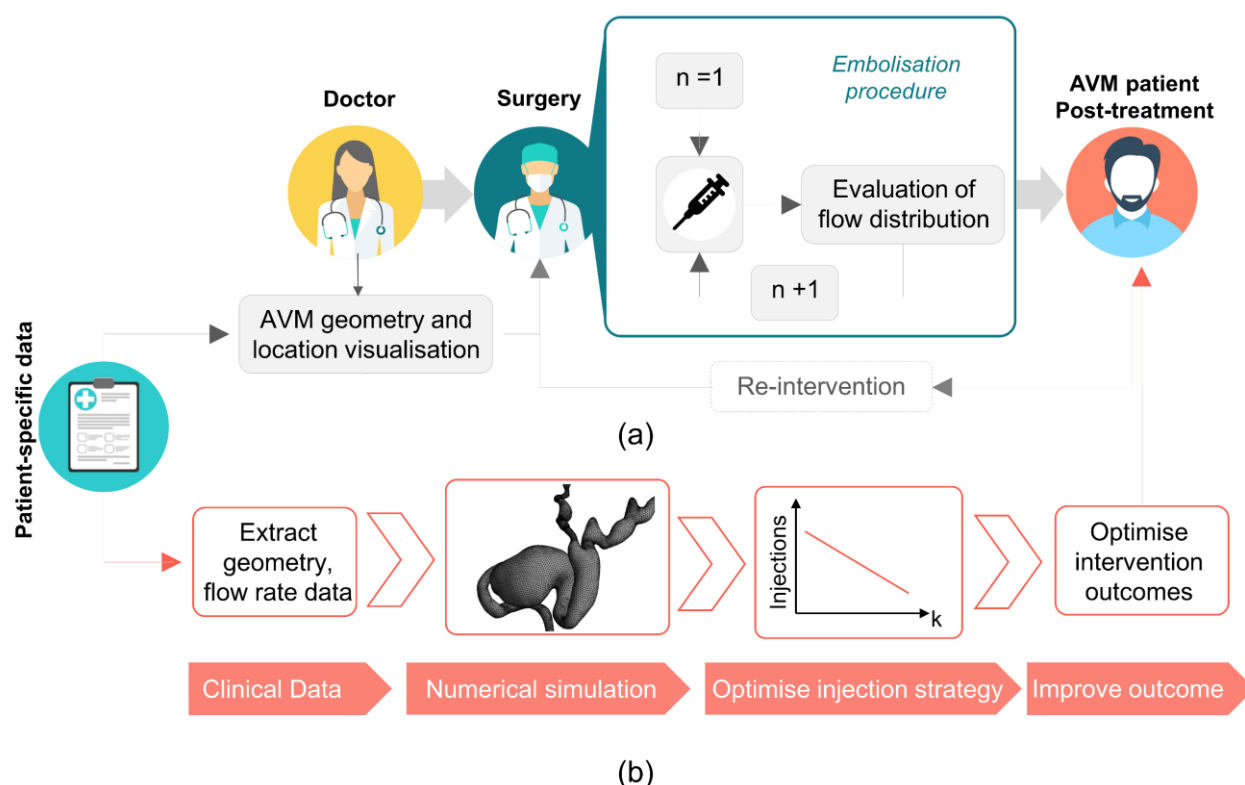 Doctor
Surgery
n =1
Embolisation
procedure
AVM patient
Post-treatment
Evaluation of
flow distribution
n +1
AVM geometry and
location visualisation
Re-intervention
Patient-specific data
(a)
Extract
geometry,
flow rate data
Injections
k
Optimise
intervention
outcomes
Clinical Data
Numerical simulation
Optimise injection strategy
Improve outcome
(b)